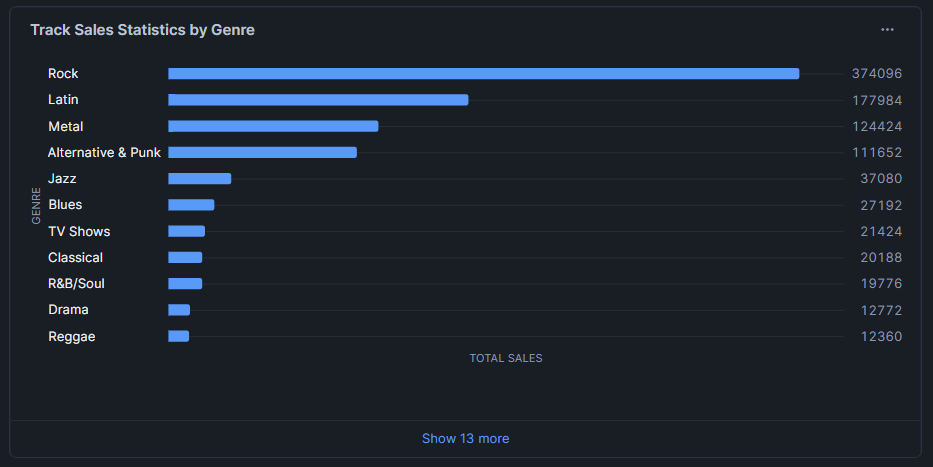 Track Sales Statistics by Genre
GENRE
Rock 374096
Latin 177984
Metal 124424
Alternative & Punk 111652
Jazz 37080
Blues 27192
TV Shows 21424
Classical 20188
R&B/Soul 19776
Drama 12772
Reggae 12360
TOTAL SALES
Show 13 more